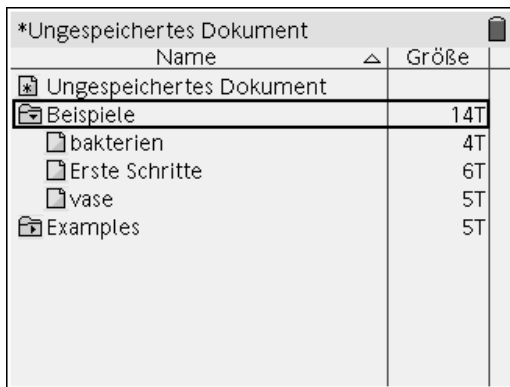 *Ungespeichertes Dokument
Name Größe
Ungespeichertes Dokument
Beispiele 14T
bakterien 4T
Erste Schritte 6T
vase 5T
Examples 5T